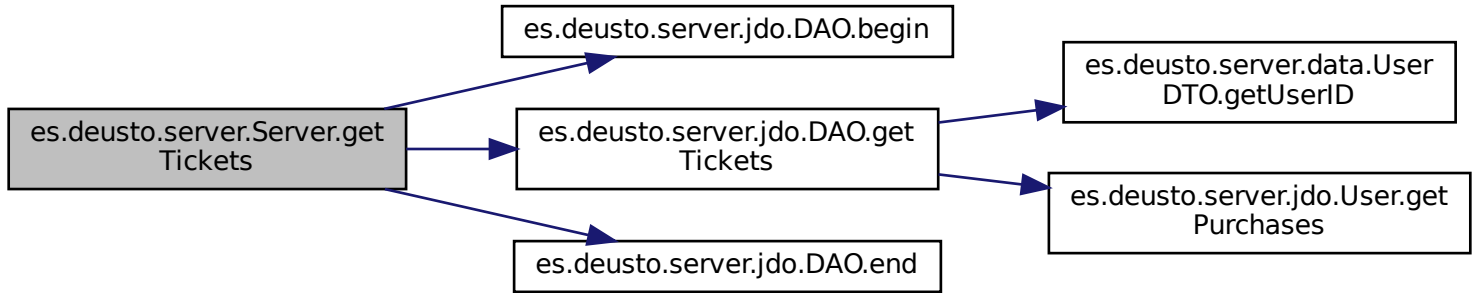 es.deusto.server.Server.get
Tickets
es.deusto.server.jdo.DAO.begin
es.deusto.server.jdo.DAO.get
Tickets
es.deusto.server.jdo.DAO.end
es.deusto.server.data.User
DTO.getUserID
es.deusto.server.jdo.User.get
Purchases